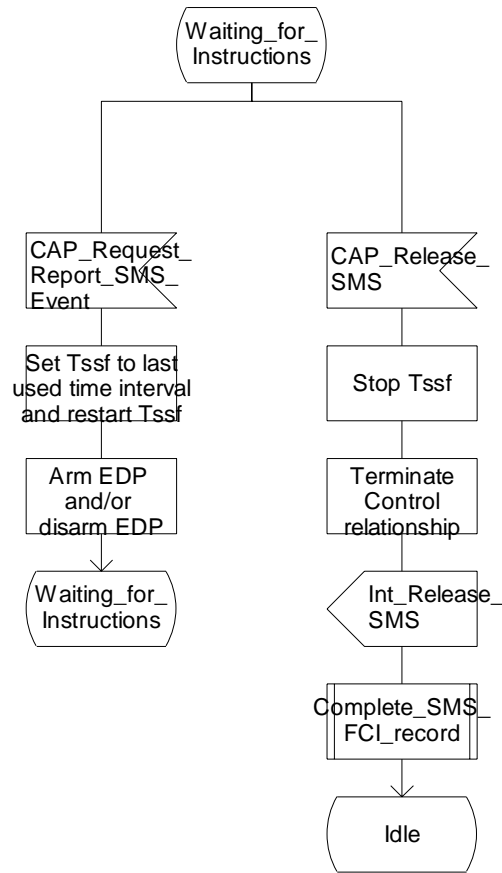 Waiting_for_
Instructions
CAP_Request_
Report_SMS_
Event
Set Tssf to last
used time interval
and restart Tssf
Arm EDP
and/or
disarm EDP
Waiting_for_
Instructions
CAP_Release_
SMS
Stop Tssf
Terminate
Control
relationship
Int_Release_
SMS
Complete_SMS_
FCI_record
Idle